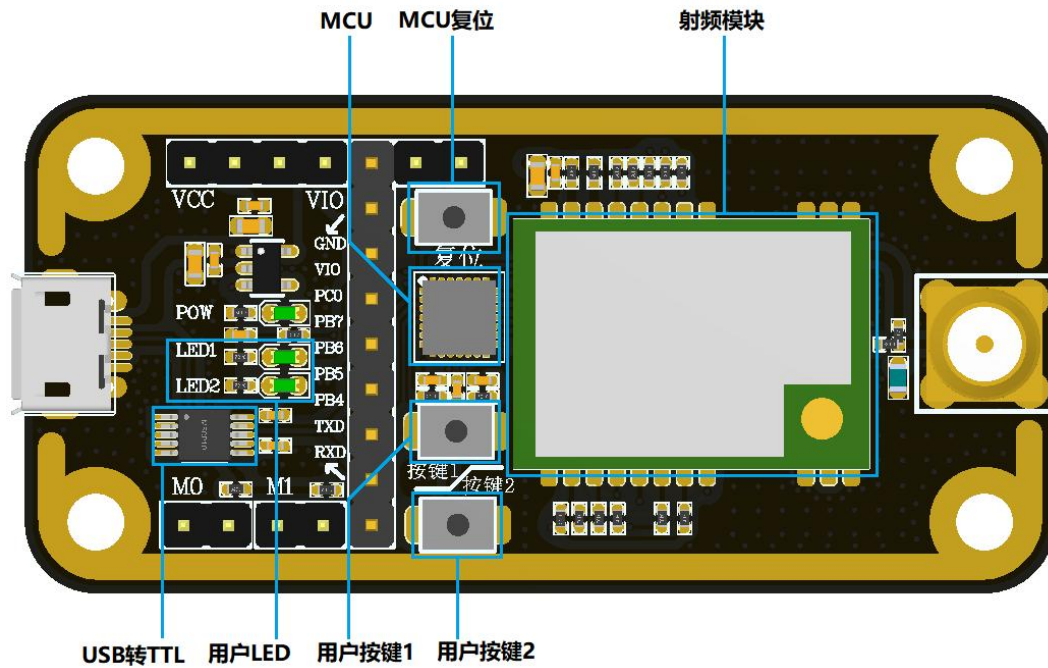 MCU
MCU复位
射频模块
VCC
VIO
GND
复位
VIO
PC0
POW
PB7
LED1
PB6
LED2
PB5
PB4
TXD
RXD
按键1
按键2
M0
M1
USB转TTL
用户LED
用户按键1
用户按键2